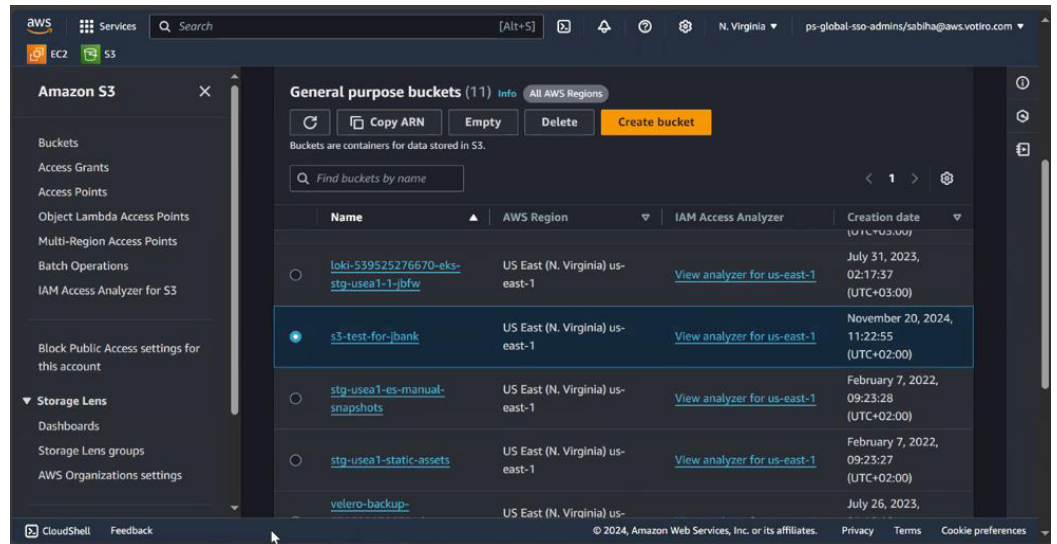 aws
Services
Search
[Alt+S]
N. Virginia
ps-global-sso-admins/sabiha@aws.votiro.com
EC2
S3
Amazon S3
Buckets
Access Grants
Access Points
Object Lambda Access Points
Multi-Region Access Points
Batch Operations
IAM Access Analyzer for S3
Block Public Access settings for
this account
Storage Lens
Dashboards
Storage Lens groups
AWS Organizations settings
General purpose buckets (11) Info All AWS Regions
Copy ARN
Empty
Delete
Create bucket
Buckets are containers for data stored in S3.
Find buckets by name
1
Name
AWS Region
IAM Access Analyzer
Creation date
(UTC+03:00)
loki-539525276670-eks-
stg-usea1-1-jbfw
US East (N. Virginia) us-
east-1
View analyzer for us-east-1
July 31, 2023,
02:17:37
(UTC+03:00)
s3-test-for-jbank
US East (N. Virginia) us-
east-1
View analyzer for us-east-1
November 20, 2024,
11:22:55
(UTC+02:00)
stg-usea1-es-manual-
snapshots
US East (N. Virginia) us-
east-1
View analyzer for us-east-1
February 7, 2022,
09:23:28
(UTC+02:00)
stg-usea1-static-assets
US East (N. Virginia) us-
east-1
View analyzer for us-east-1
February 7, 2022,
09:23:27
(UTC+02:00)
velero-backup-
US East (N. Virginia) us-
July 26, 2023,
CloudShell
Feedback
© 2024, Amazon Web Services, Inc. or its affiliates.
Privacy
Terms
Cookie preferences